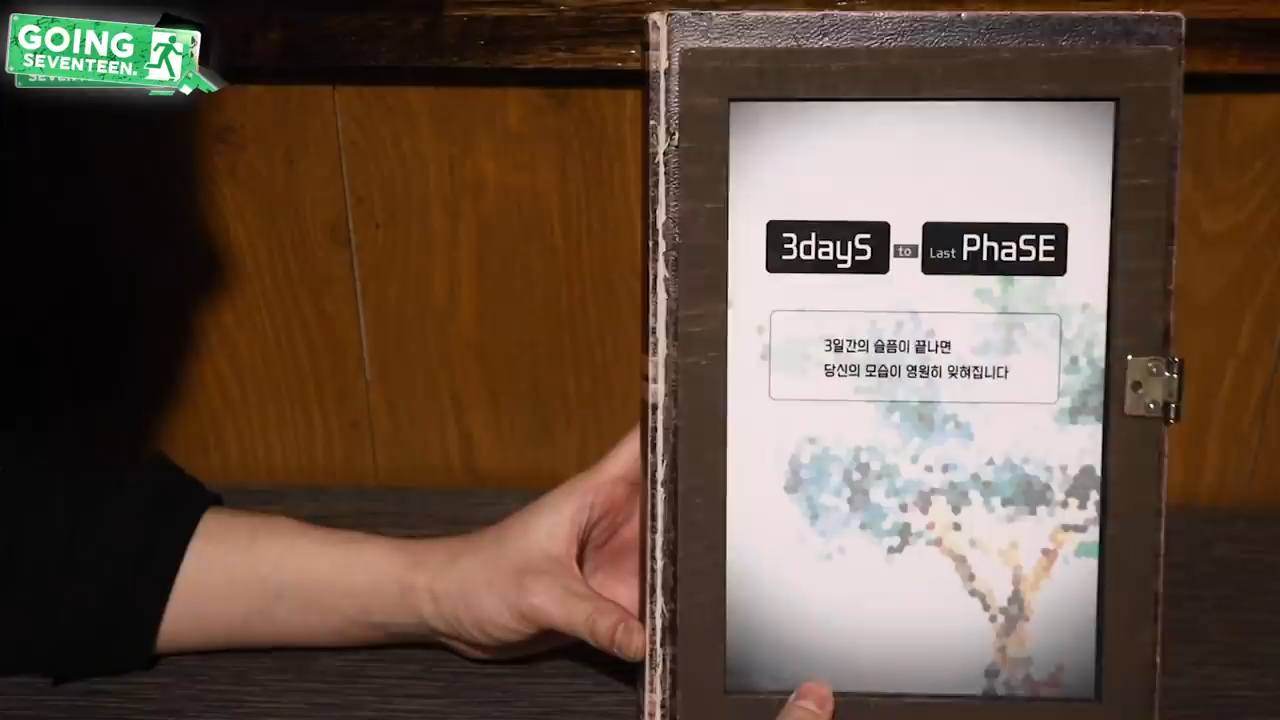 GOING
SEVENTEEN.
3dayS to Last PhaSE
3일간의 슬픔이 끝나면
당신의 모습이 영원히 잊혀집니다